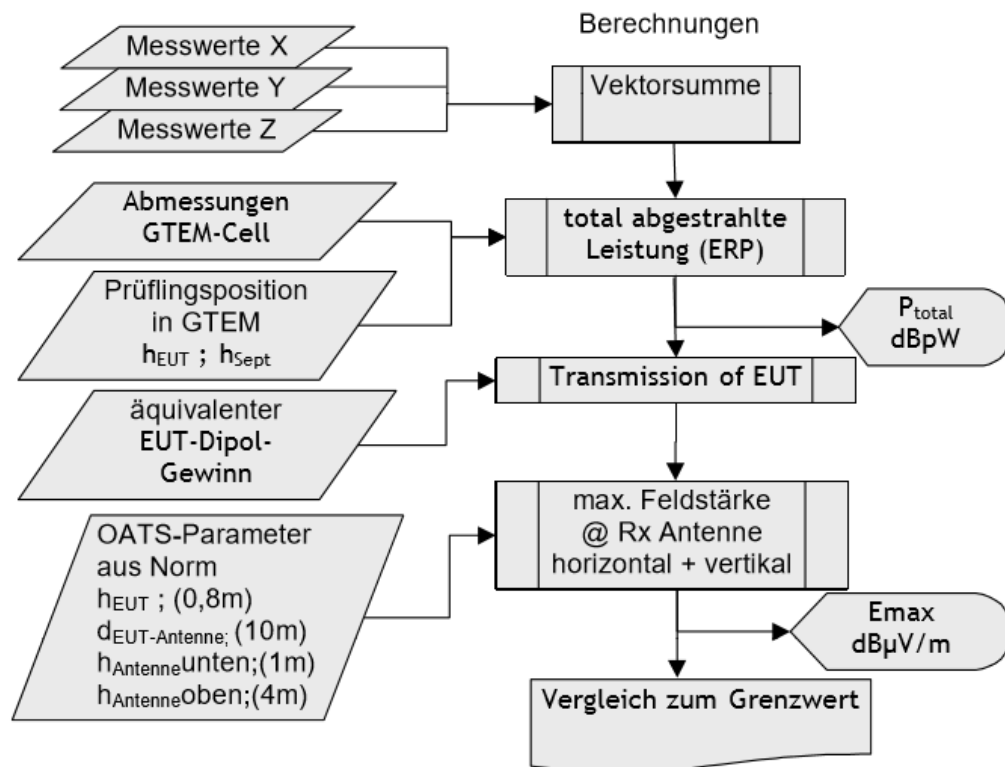 Berechnungen
Messwerte X
Messwerte Y
Messwerte Z
Vektorsumme
Abmessungen
GTEM-Cell
total abgestrahlte
Leistung (ERP)
Prüflingsposition
in GTEM
hEUT ; hSept
Ptotal
dBpW
Transmission of EUT
äquivalenter
EUT-Dipol-
Gewinn
max. Feldstärke
@ Rx Antenne
horizontal + vertikal
OATS-Parameter
aus Norm
hEUT ; (0,8m)
dEUT-Antenne; (10m)
hAntenneunten;(1m)
hAntenneoben;(4m)
Emax
dBµV/m
Vergleich zum Grenzwert